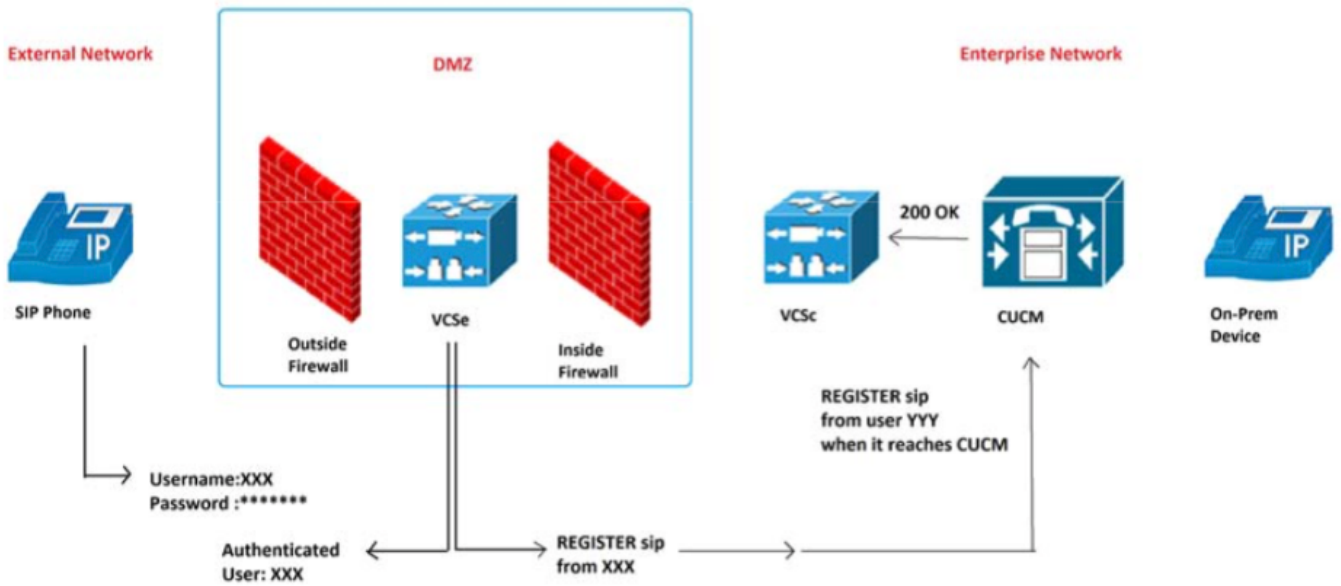 External Network
DMZ
Enterprise Network
IP
SIP Phone
Outside
Firewall
VCSe
Inside
Firewall
VCSc
200 OK
CUCM
IP
On-Prem
Device
Username:XXX
Password :*******
Authenticated
User: XXX
REGISTER sip
from XXX
REGISTER sip
from user YYY
when it reaches CUCM